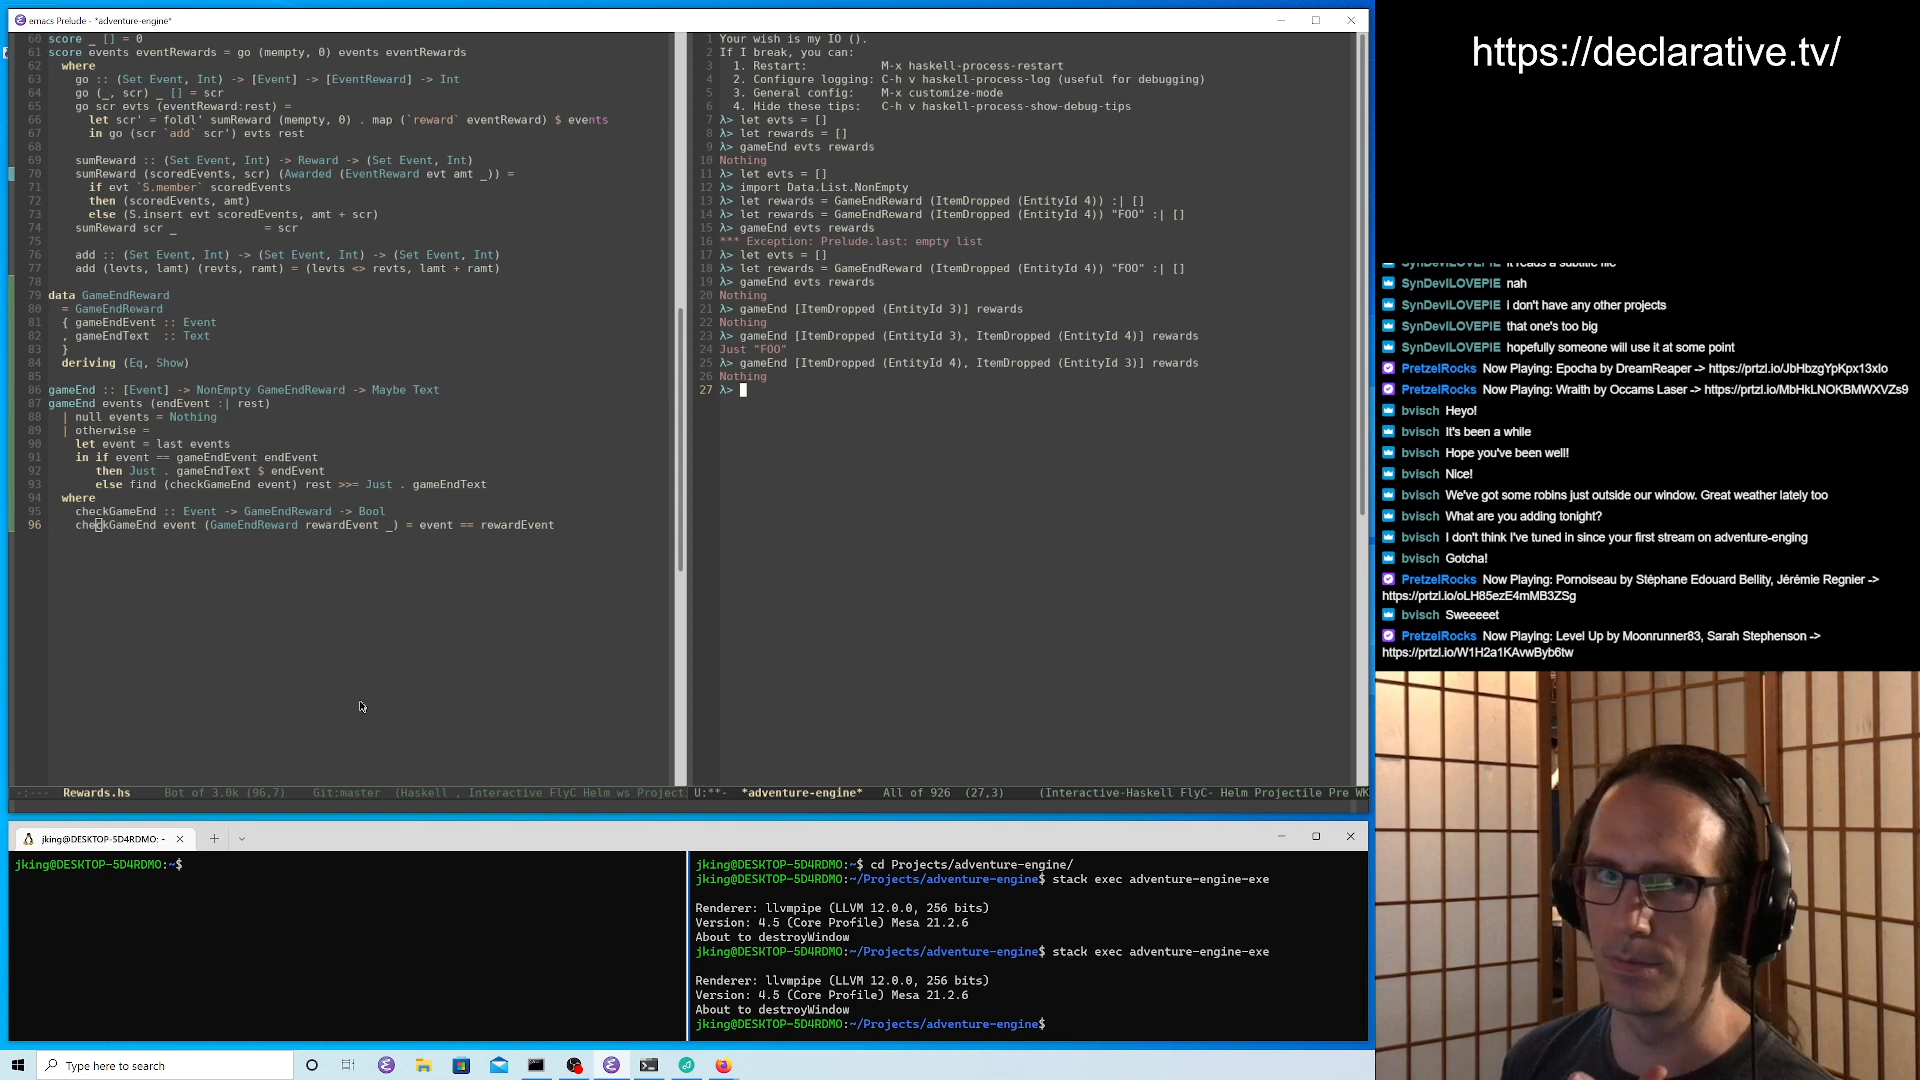 emacs Prelude - *adventure-engine*
60 score _ [] = 0
61 score events eventRewards = go (mempty, 0) events eventRewards
62 where
63 go :: (Set Event, Int) -> [Event] -> [EventReward] -> Int
64 go (_, scr) _ [] = scr
65 go scr evts (eventReward:rest) =
66 let scr' = foldl' sumReward (mempty, 0) . map (`reward` eventReward) $ events
67 in go (scr `add` scr') evts rest
68
69 sumReward :: (Set Event, Int) -> Reward -> (Set Event, Int)
70 sumReward (scoredEvents, scr) (Awarded (EventReward evt amt _)) =
71 if evt `S.member` scoredEvents
72 then (scoredEvents, amt)
73 else (S.insert evt scoredEvents, amt + scr)
74 sumReward scr _ = scr
75
76 add :: (Set Event, Int) -> (Set Event, Int) -> (Set Event, Int)
77 add (levts, lamt) (revts, ramt) = (levts <> revts, lamt + ramt)
78
79 data GameEndReward
80 = GameEndReward
81 { gameEndEvent :: Event
82 , gameEndText :: Text
83 }
84 deriving (Eq, Show)
85
86 gameEnd :: [Event] -> NonEmpty GameEndReward -> Maybe Text
87 gameEnd events (endEvent :| rest)
88 | null events = Nothing
89 | otherwise =
90 let event = last events
91 in if event == gameEndEvent endEvent
92 then Just . gameEndText $ endEvent
93 else find (checkGameEnd event) rest >>= Just . gameEndText
94 where
95 checkGameEnd :: Event -> GameEndReward -> Bool
96 checkGameEnd event (GameEndReward rewardEvent _) = event == rewardEvent
-:--- Rewards.hs Bot of 3.0k (96,7) Git:master (Haskell , Interactive FlyC Helm ws Project:
1 Your wish is my IO ().
2 If I break, you can:
3 1. Restart: M-x haskell-process-restart
4 2. Configure logging: C-h v haskell-process-log (useful for debugging)
5 3. General config: M-x customize-mode
6 4. Hide these tips: C-h v haskell-process-show-debug-tips
7 λ> let evts = []
8 λ> let rewards = []
9 λ> gameEnd evts rewards
10 Nothing
11 λ> let evts = []
12 λ> import Data.List.NonEmpty
13 λ> let rewards = GameEndReward (ItemDropped (EntityId 4)) :| []
14 λ> let rewards = GameEndReward (ItemDropped (EntityId 4)) "FOO" :| []
15 λ> gameEnd evts rewards
16 *** Exception: Prelude.last: empty list
17 λ> let evts = []
18 λ> let rewards = GameEndReward (ItemDropped (EntityId 4)) "FOO" :| []
19 λ> gameEnd evts rewards
20 Nothing
21 λ> gameEnd [ItemDropped (EntityId 3)] rewards
22 Nothing
23 λ> gameEnd [ItemDropped (EntityId 3), ItemDropped (EntityId 4)] rewards
24 Just "FOO"
25 λ> gameEnd [ItemDropped (EntityId 4), ItemDropped (EntityId 3)] rewards
26 Nothing
27 λ>
U:**- *adventure-engine* All of 926 (27,3) (Interactive-Haskell FlyC- Helm Projectile Pre WK
jking@DESKTOP-5D4RDMO: ~
jking@DESKTOP-5D4RDMO:~$
jking@DESKTOP-5D4RDMO:~$ cd Projects/adventure-engine/
jking@DESKTOP-5D4RDMO:~/Projects/adventure-engine$ stack exec adventure-engine-exe
Renderer: llvmpipe (LLVM 12.0.0, 256 bits)
Version: 4.5 (Core Profile) Mesa 21.2.6
About to destroyWindow
jking@DESKTOP-5D4RDMO:~/Projects/adventure-engine$ stack exec adventure-engine-exe
Renderer: llvmpipe (LLVM 12.0.0, 256 bits)
Version: 4.5 (Core Profile) Mesa 21.2.6
About to destroyWindow
jking@DESKTOP-5D4RDMO:~/Projects/adventure-engine$
Type here to search
https://declarative.tv/
SynDevILOVEPIE it reads a subtitle file
SynDevILOVEPIE nah
SynDevILOVEPIE i don't have any other projects
SynDevILOVEPIE that one's too big
SynDevILOVEPIE hopefully someone will use it at some point
PretzelRocks Now Playing: Epocha by DreamReaper -> https://prtzl.io/JbHbzgYpKpx13xlo
PretzelRocks Now Playing: Wraith by Occams Laser -> https://prtzl.io/MbHkLNOKBMWXVZs9
bvisch Heyo!
bvisch It's been a while
bvisch Hope you've been well!
bvisch Nice!
bvisch We've got some robins just outside our window. Great weather lately too
bvisch What are you adding tonight?
bvisch I don't think I've tuned in since your first stream on adventure-enging
bvisch Gotcha!
PretzelRocks Now Playing: Pornoiseau by Stéphane Edouard Bellity, Jérémie Regnier ->
https://prtzl.io/oLH85ezE4mMB3ZSg
bvisch Sweeeeet
PretzelRocks Now Playing: Level Up by Moonrunner83, Sarah Stephenson ->
https://prtzl.io/W1H2a1KAvwByb6tw